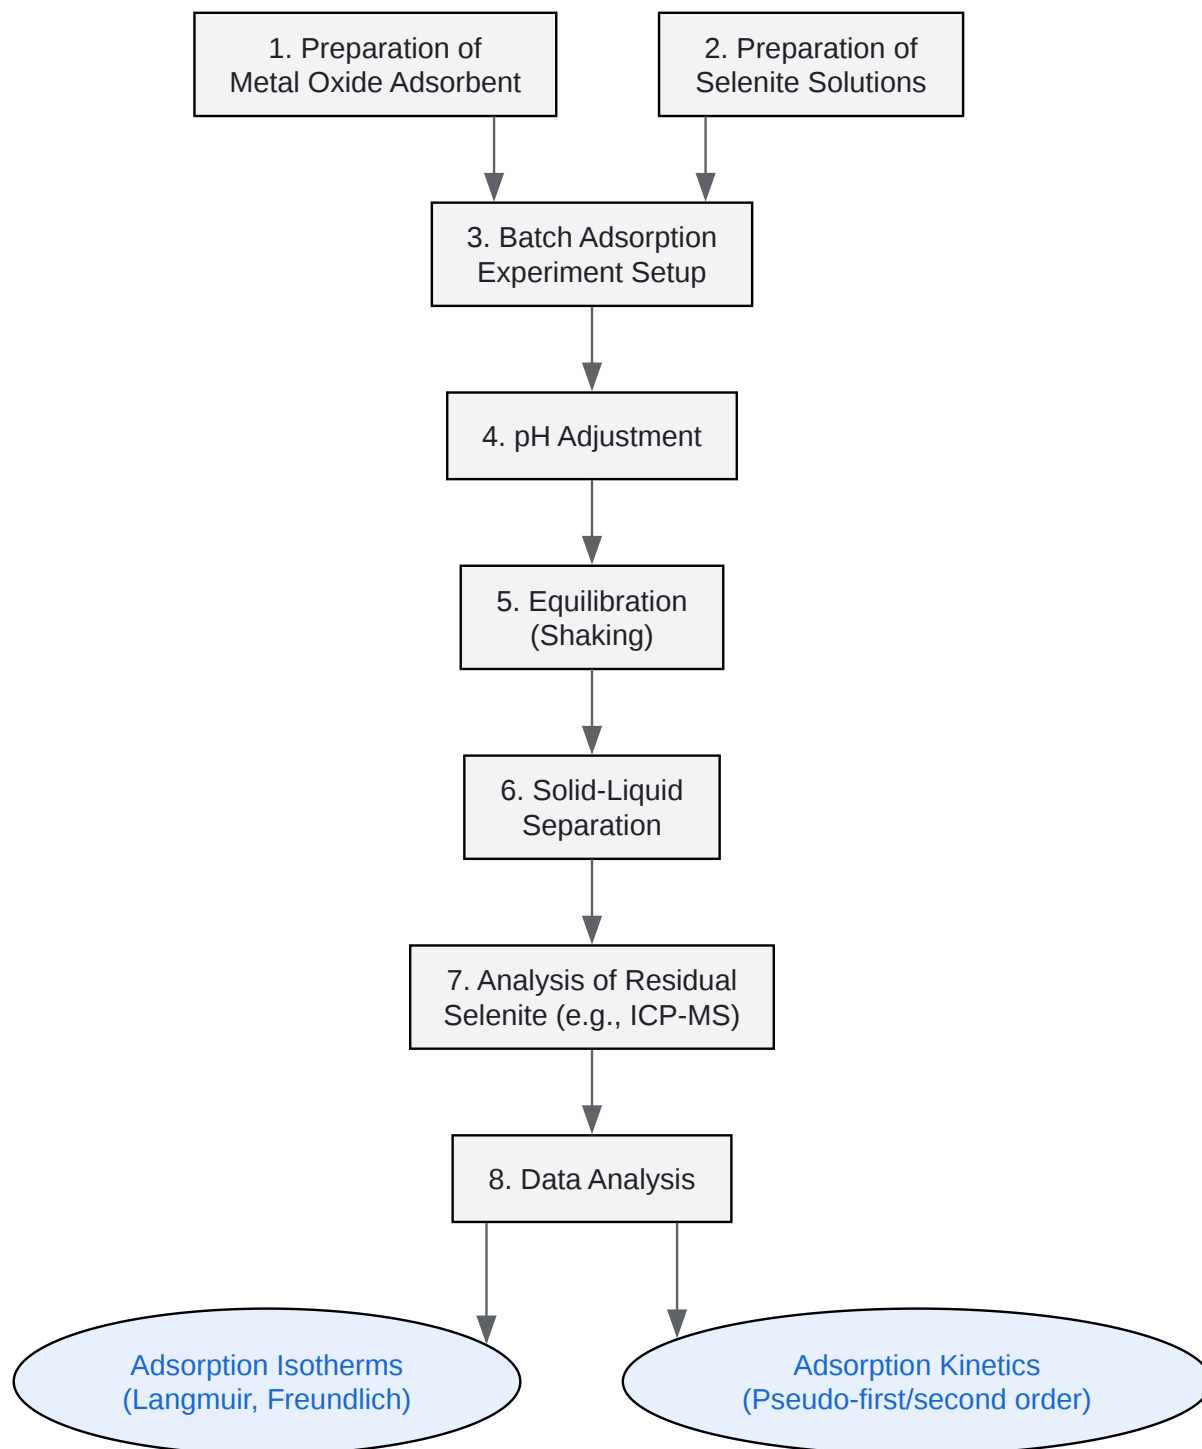 1. Preparation of
Metal Oxide Adsorbent
2. Preparation of
Selenite Solutions
3. Batch Adsorption
Experiment Setup
4. pH Adjustment
5. Equilibration
(Shaking)
6. Solid-Liquid
Separation
7. Analysis of Residual
Selenite (e.g., ICP-MS)
8. Data Analysis
Adsorption Isotherms
(Langmuir, Freundlich)
Adsorption Kinetics
(Pseudo-first/second order)